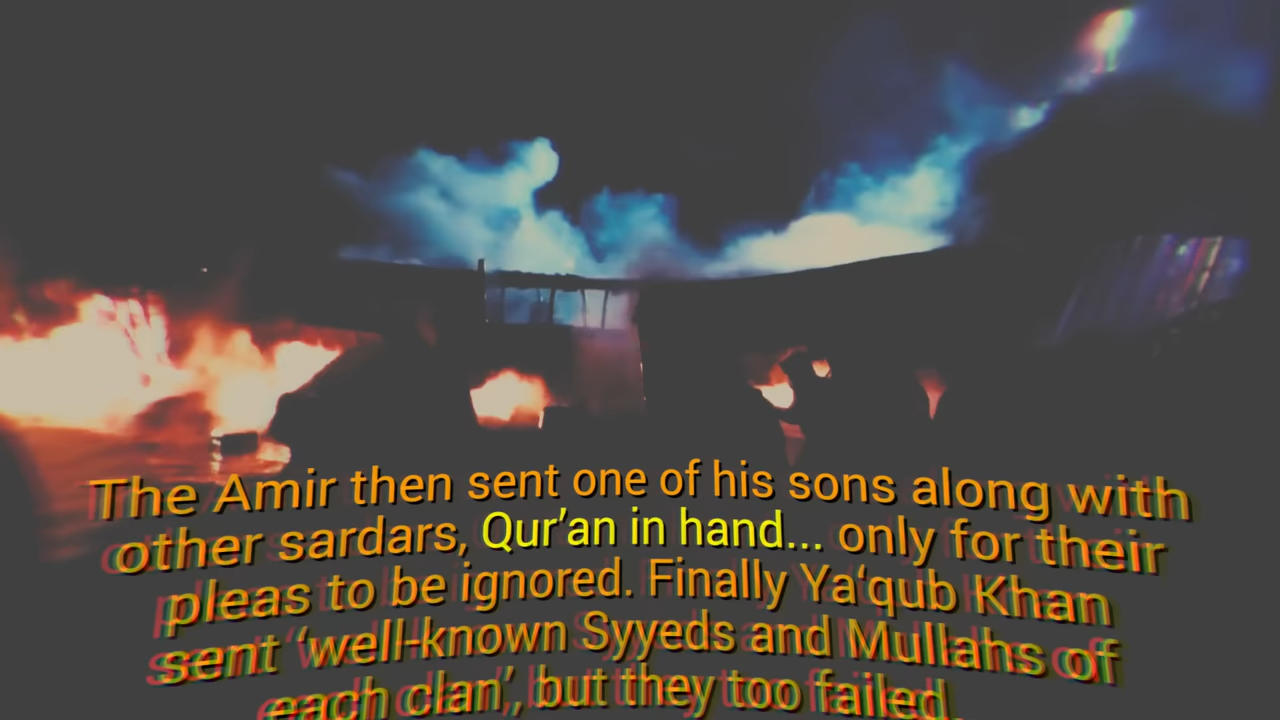 The Amir then sent one of his sons along with
other sardars, Qur’an in hand... only for their
pleas to be ignored. Finally Ya‘qub Khan
sent ‘well-known Syyeds and Mullahs of
each clan’, but they too failed.